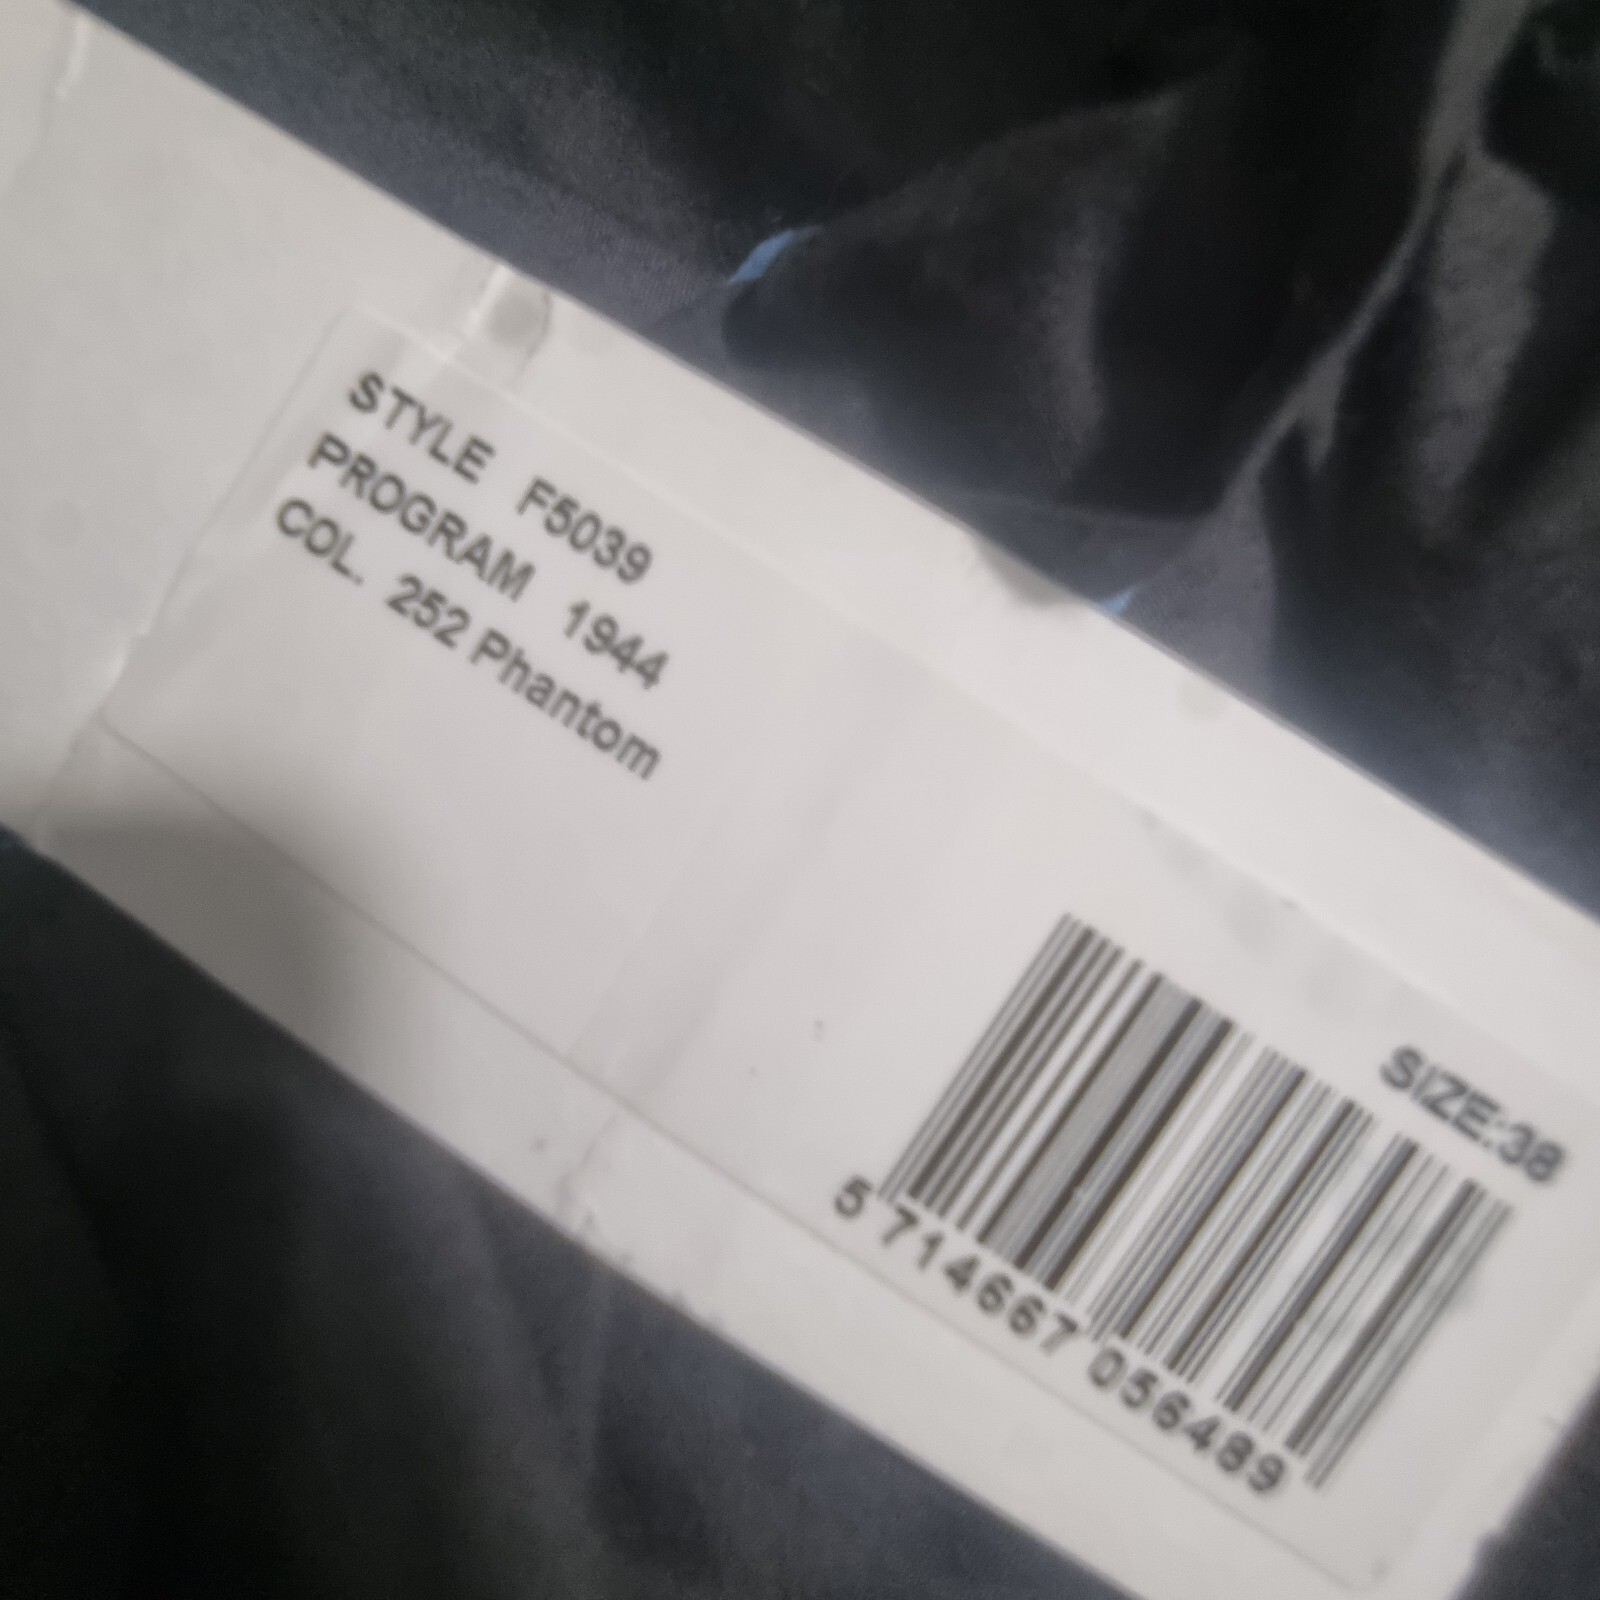 STYLE F5039
PROGRAM 1944
COL. 252 Phantom
SIZE:38
5 714667 056489